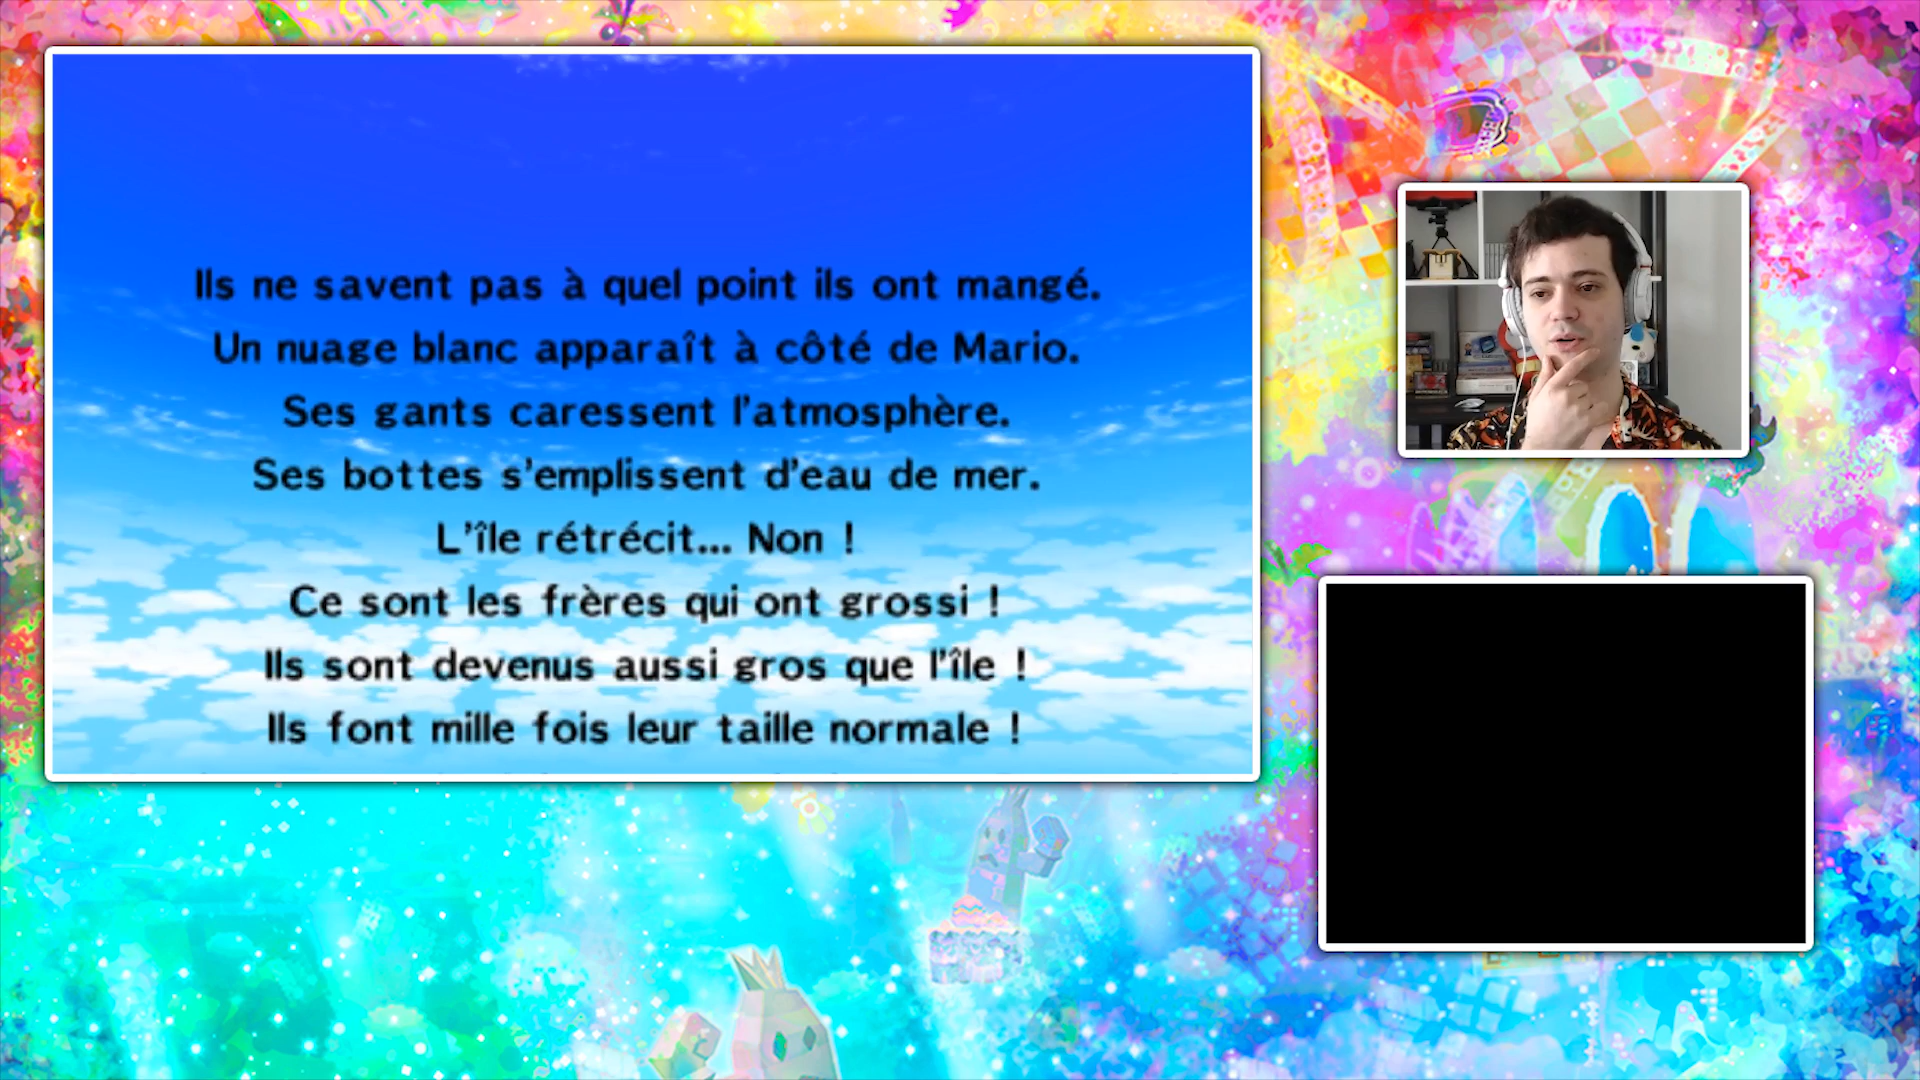 Ils ne savent pas à quel point ils ont mangé.
Un nuage blanc apparaît à côté de Mario.
Ses gants caressent l'atmosphère.
Ses bottes s'emplissent d'eau de mer.
L'île rétrécit... Non !
Ce sont les frères qui ont grossi !
Ils sont devenus aussi gros que l'île !
Ils font mille fois leur taille normale !